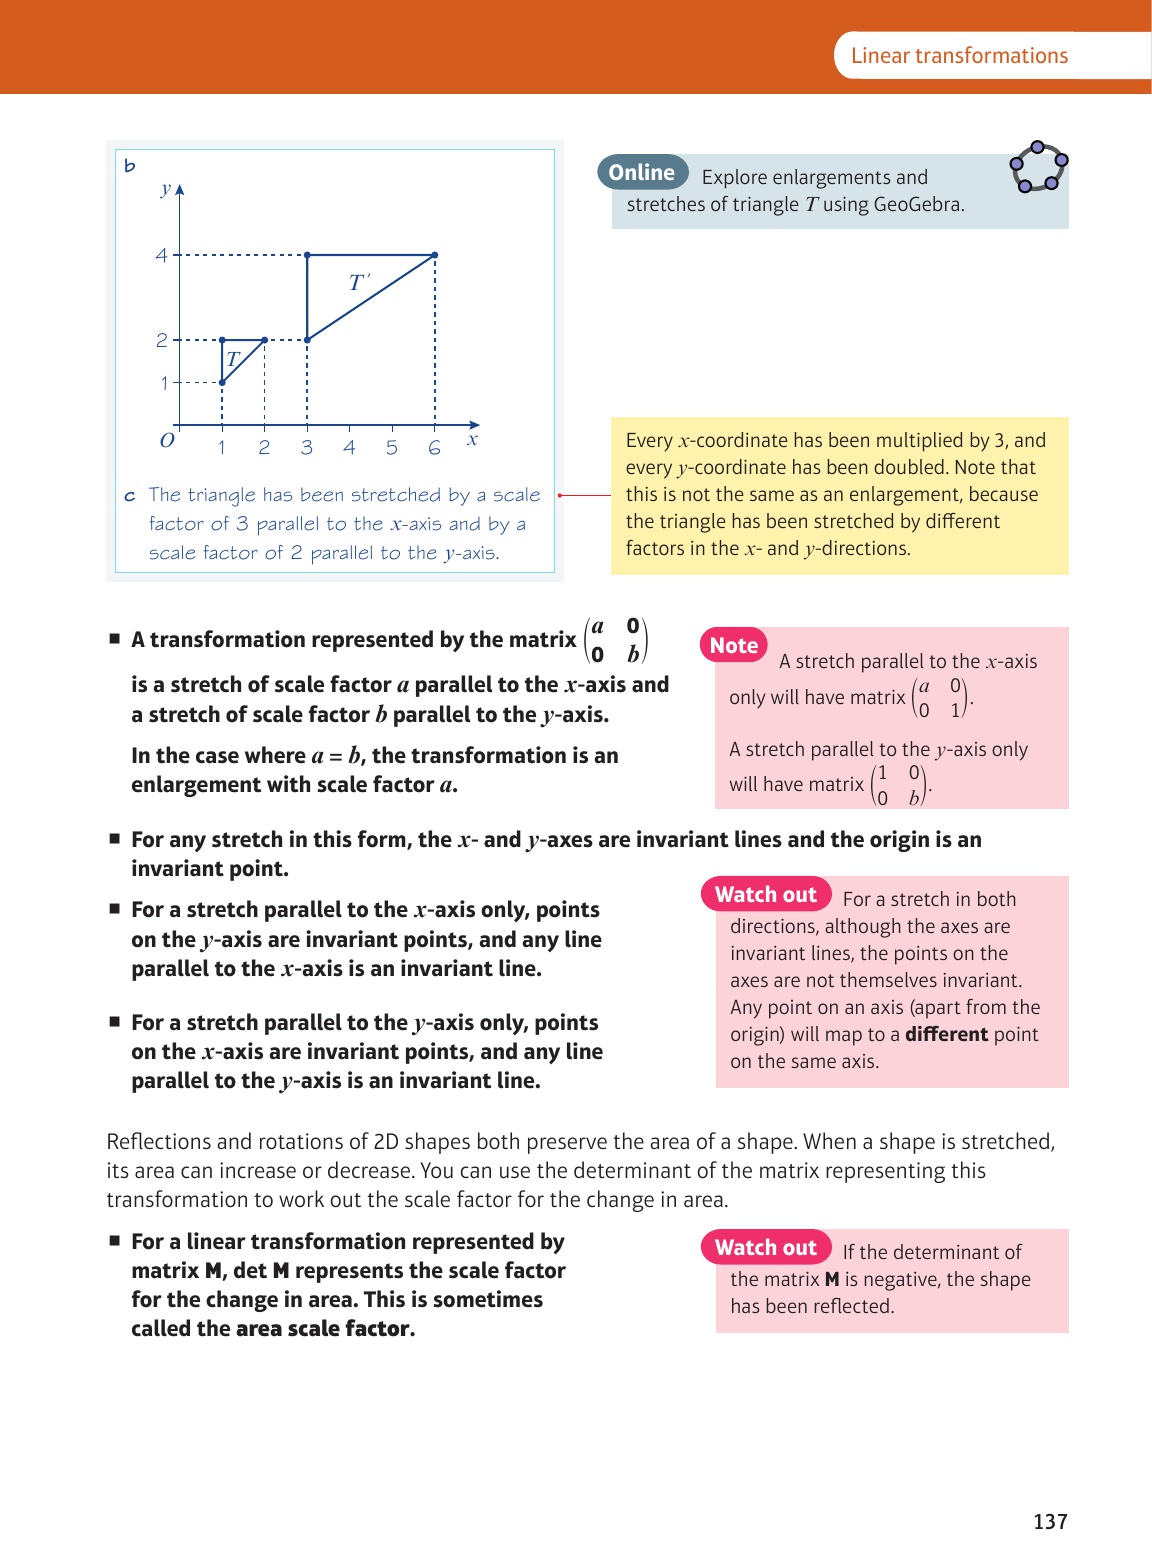 Linear transformations
b
y
4
T′
2
T
1
O
1 2 3 4 5 6 x
c The triangle has been stretched by a scale
factor of 3 parallel to the x-axis and by a
scale factor of 2 parallel to the y-axis.
Online Explore enlargements and
stretches of triangle T using GeoGebra.
Every x-coordinate has been multiplied by 3, and
every y-coordinate has been doubled. Note that
this is not the same as an enlargement, because
the triangle has been stretched by different
factors in the x- and y-directions.
■ A transformation represented by the matrix (a 0
0 b)
is a stretch of scale factor a parallel to the x-axis and
a stretch of scale factor b parallel to the y-axis.
In the case where a = b, the transformation is an
enlargement with scale factor a.
Note A stretch parallel to the x-axis
only will have matrix (a 0
0 1).
A stretch parallel to the y-axis only
will have matrix (1 0
0 b).
■ For any stretch in this form, the x- and y-axes are invariant lines and the origin is an
invariant point.
■ For a stretch parallel to the x-axis only, points
on the y-axis are invariant points, and any line
parallel to the x-axis is an invariant line.
■ For a stretch parallel to the y-axis only, points
on the x-axis are invariant points, and any line
parallel to the y-axis is an invariant line.
Watch out For a stretch in both
directions, although the axes are
invariant lines, the points on the
axes are not themselves invariant.
Any point on an axis (apart from the
origin) will map to a different point
on the same axis.
Reflections and rotations of 2D shapes both preserve the area of a shape. When a shape is stretched,
its area can increase or decrease. You can use the determinant of the matrix representing this
transformation to work out the scale factor for the change in area.
■ For a linear transformation represented by
matrix M, det M represents the scale factor
for the change in area. This is sometimes
called the area scale factor.
Watch out If the determinant of
the matrix M is negative, the shape
has been reflected.
137